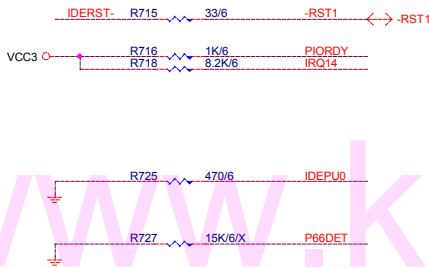 IDERST- R715 33/6 -RST1 -RST1
R716 1K/6 PIORDY
VCC3
R718 8.2K/6 IRQ14
R725 470/6 IDEPU0
R727 15K/6/X P66DET
www.k